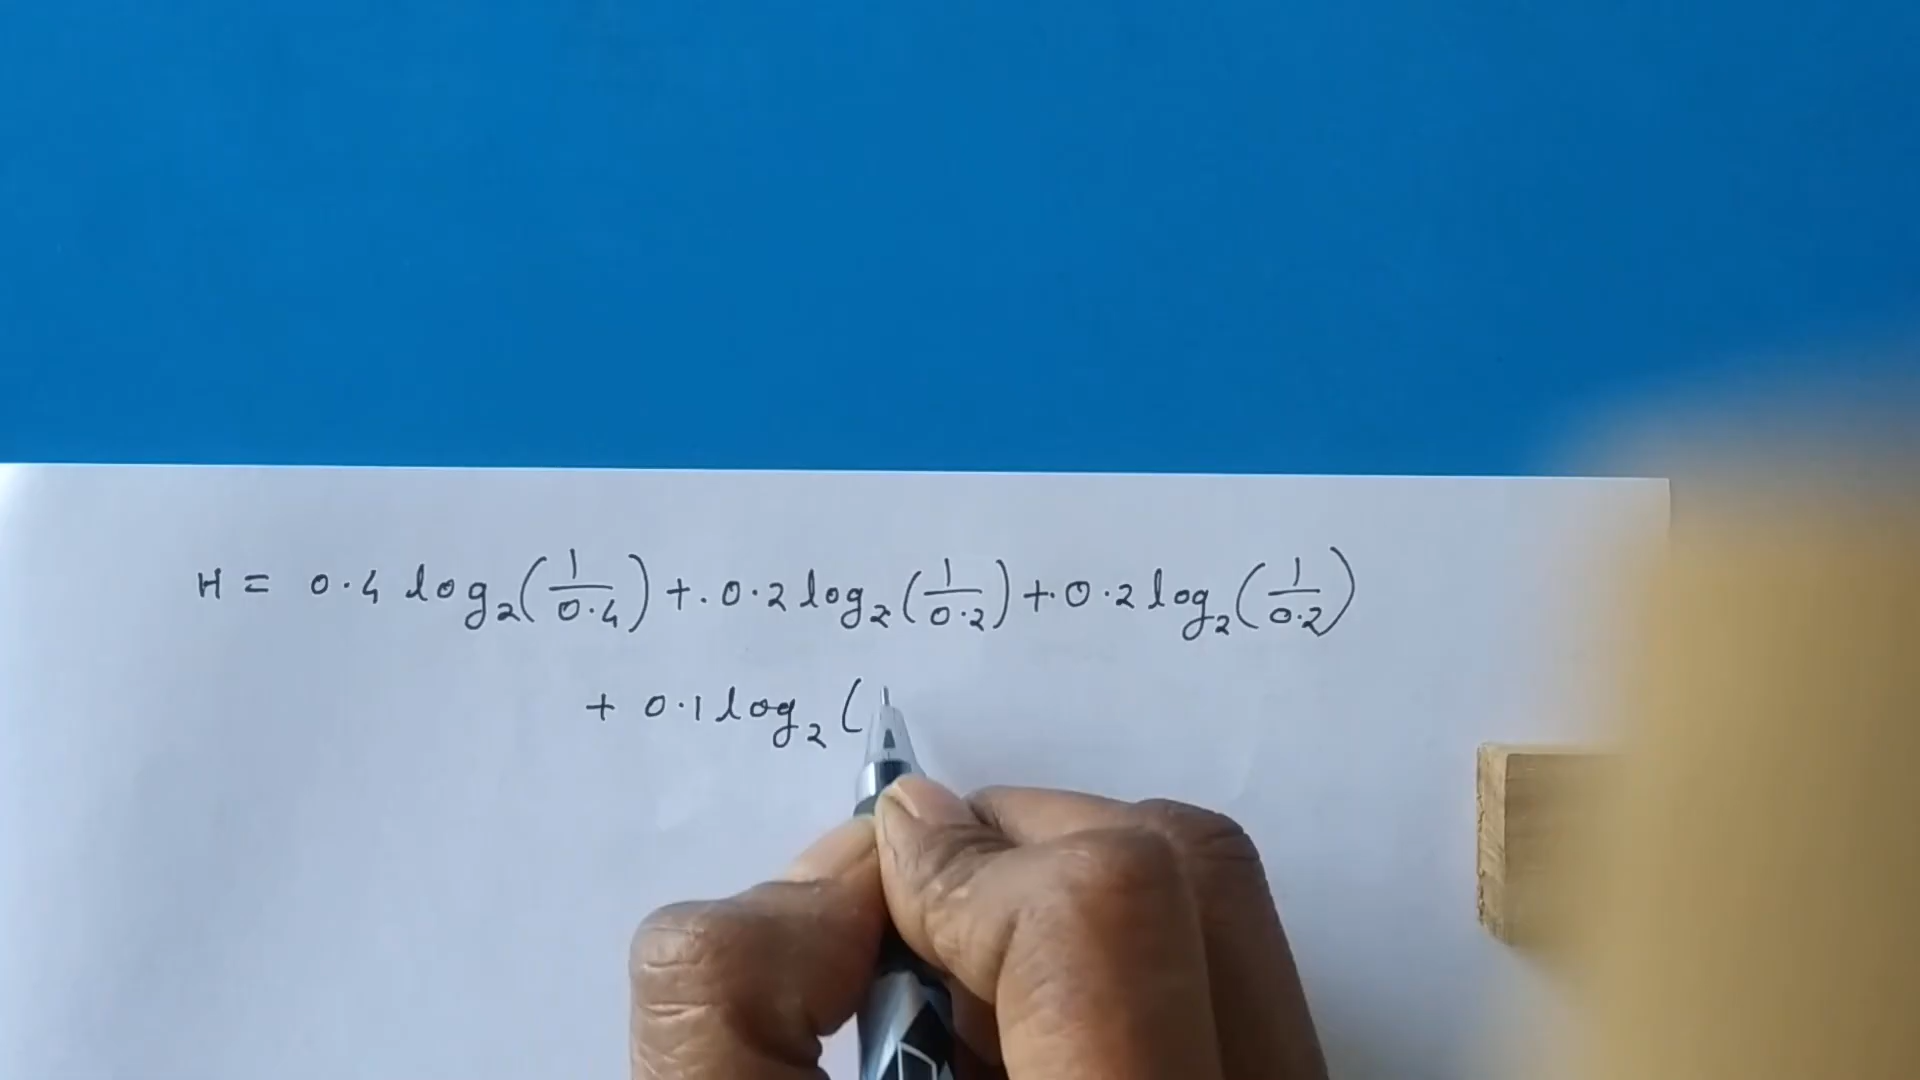 H = 0.4 log₂(1/0.4) + 0.2 log₂(1/0.2) + 0.2 log₂(1/0.2)
+ 0.1 log₂(